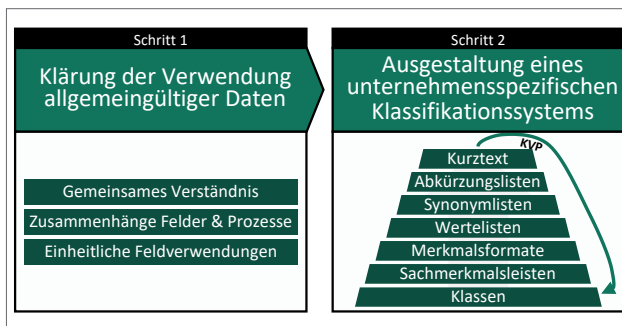 Schritt 1
Klärung der Verwendung
allgemeingültiger Daten
Gemeinsames Verständnis
Zusammenhänge Felder & Prozesse
Einheitliche Feldverwendungen
Schritt 2
Ausgestaltung eines
unternehmensspezifischen
Klassifikationssystems
KVP
Kurztext
Abkürzungslisten
Synonymlisten
Wertelisten
Merkmalsformate
Sachmerkmalsleisten
Klassen